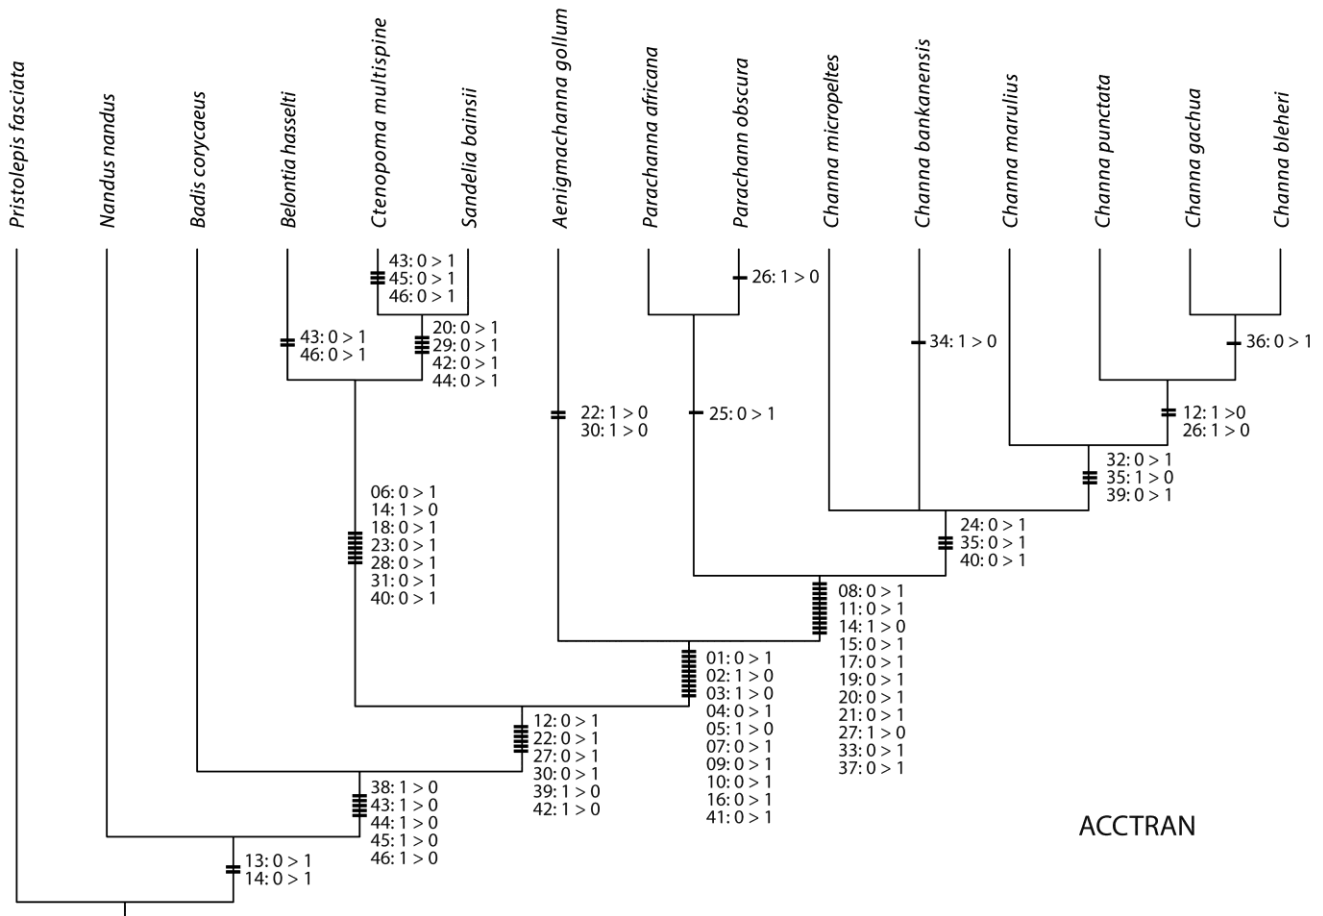 Pristolepis fasciata
Nandus nandus
Badis corycaeus
Belontia hasselti
Ctenopoma multispine
Sandelia bainsii
Aenigmachanna gollum
Parachanna africana
Parachann obscura
Channa micropeltes
Channa bankanensis
Channa marulius
Channa punctata
Channa gachua
Channa bleheri
43: 0 > 1
45: 0 > 1
46: 0 > 1
26: 1 > 0
43: 0 > 1
46: 0 > 1
20: 0 > 1
29: 0 > 1
42: 0 > 1
44: 0 > 1
34: 1 > 0
36: 0 > 1
22: 1 > 0
30: 1 > 0
25: 0 > 1
12: 1 >0
26: 1 > 0
32: 0 > 1
35: 1 > 0
39: 0 > 1
06: 0 > 1
14: 1 > 0
18: 0 > 1
23: 0 > 1
28: 0 > 1
31: 0 > 1
40: 0 > 1
24: 0 > 1
35: 0 > 1
40: 0 > 1
08: 0 > 1
11: 0 > 1
14: 1 > 0
15: 0 > 1
17: 0 > 1
19: 0 > 1
20: 0 > 1
21: 0 > 1
27: 1 > 0
33: 0 > 1
37: 0 > 1
01: 0 > 1
02: 1 > 0
03: 1 > 0
04: 0 > 1
05: 1 > 0
07: 0 > 1
09: 0 > 1
10: 0 > 1
16: 0 > 1
41: 0 > 1
12: 0 > 1
22: 0 > 1
27: 0 > 1
30: 0 > 1
39: 1 > 0
42: 1 > 0
38: 1 > 0
43: 1 > 0
44: 1 > 0
45: 1 > 0
46: 1 > 0
13: 0 > 1
14: 0 > 1
ACCTRAN